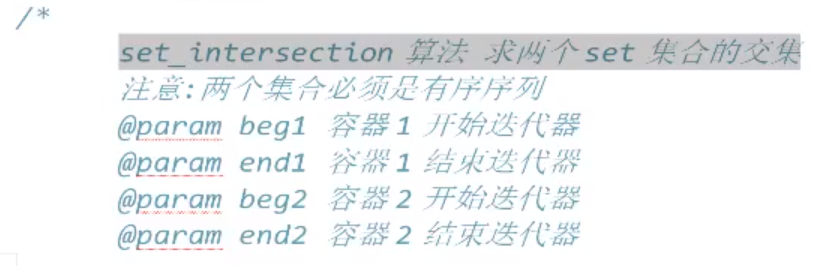 /*
set_intersection 算法 求两个 set 集合的交集
注意:两个集合必须是有序序列
@param beg1 容器 1 开始迭代器
@param end1 容器 1 结束迭代器
@param beg2 容器 2 开始迭代器
@param end2 容器 2 结束迭代器